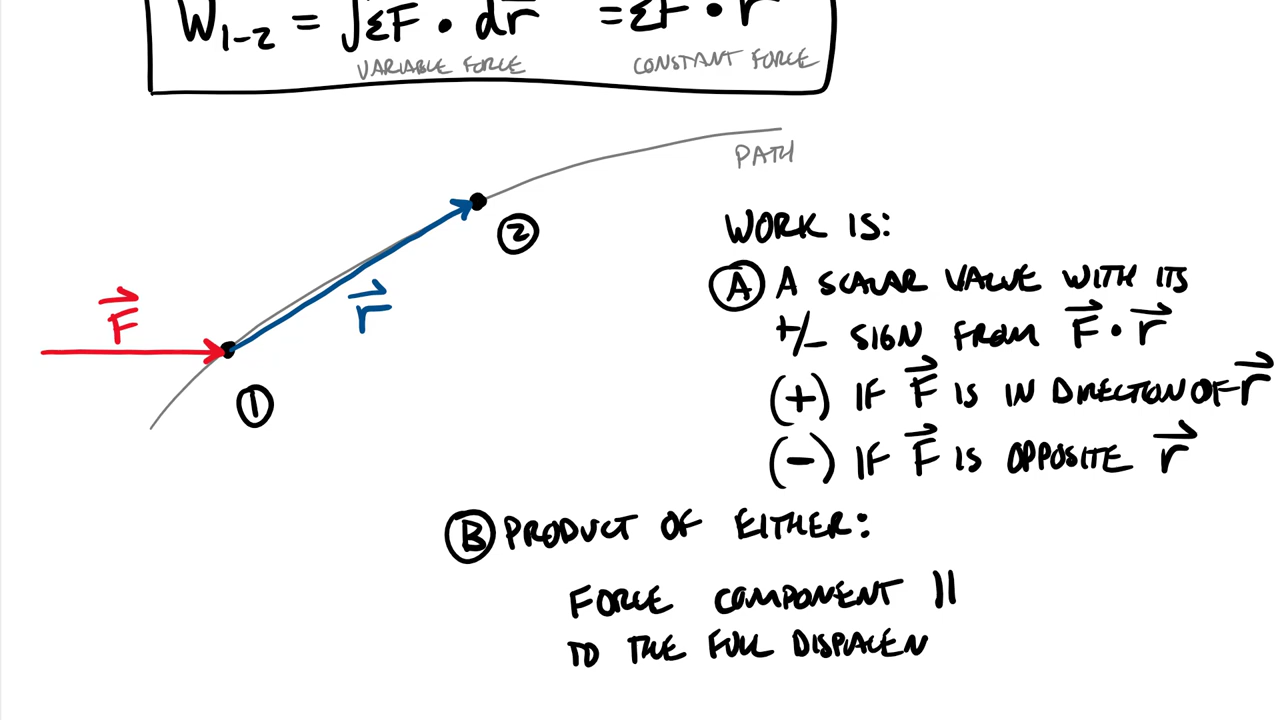 W₁₋₂ = ∫ΣF • dr = ΣF • r
VARIABLE FORCE CONSTANT FORCE
PATH
②
F⃗
r⃗
①
WORK IS:
Ⓐ A SCALAR VALUE WITH ITS
+/- SIGN FROM F⃗ • r⃗
(+) IF F⃗ IS IN DIRECTION OF r⃗
(-) IF F⃗ IS OPPOSITE r⃗
Ⓑ PRODUCT OF EITHER:
FORCE COMPONENT ||
TO THE FULL DISPLACEN